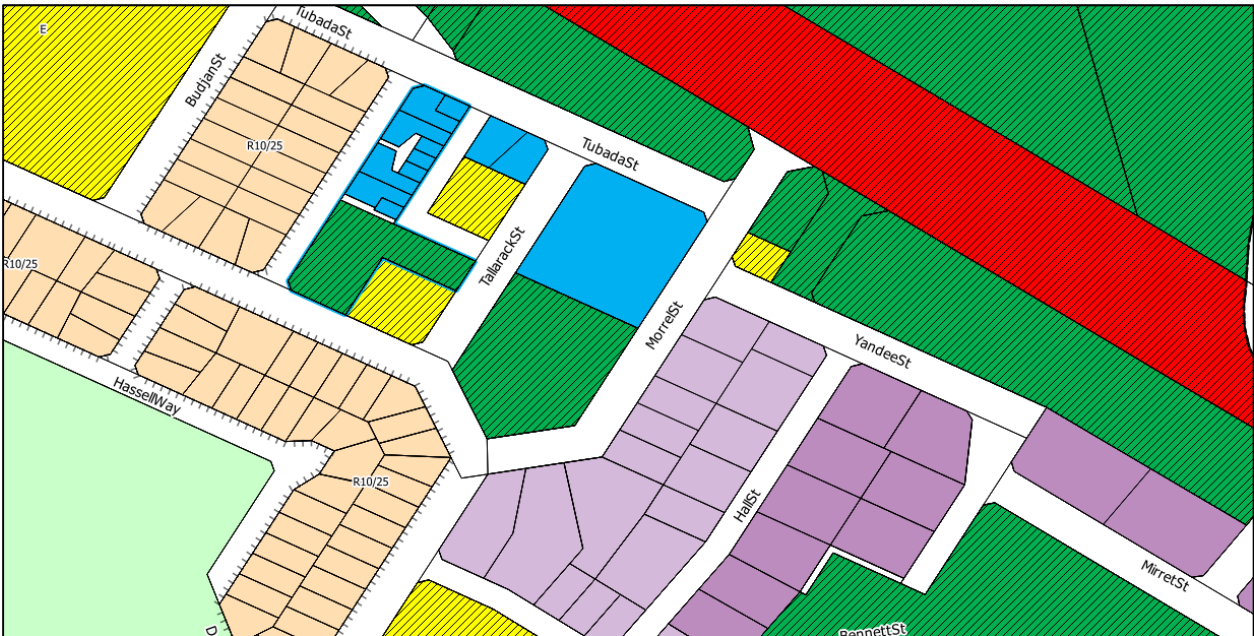 TubadaSt
E
BudjanSt
R10/25
TubadaSt
TallarackSt
R10/25
MorrelSt
YandeeSt
HassellWay
R10/25
HallSt
MirretSt
D
BennettSt